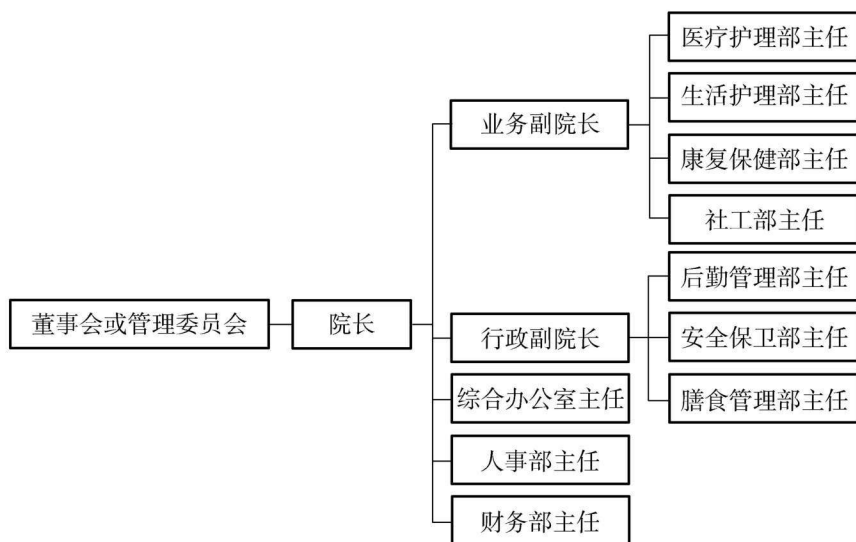 董事会或管理委员会
院长
业务副院长
医疗护理部主任
生活护理部主任
康复保健部主任
社工部主任
行政副院长
后勤管理部主任
安全保卫部主任
膳食管理部主任
综合办公室主任
人事部主任
财务部主任